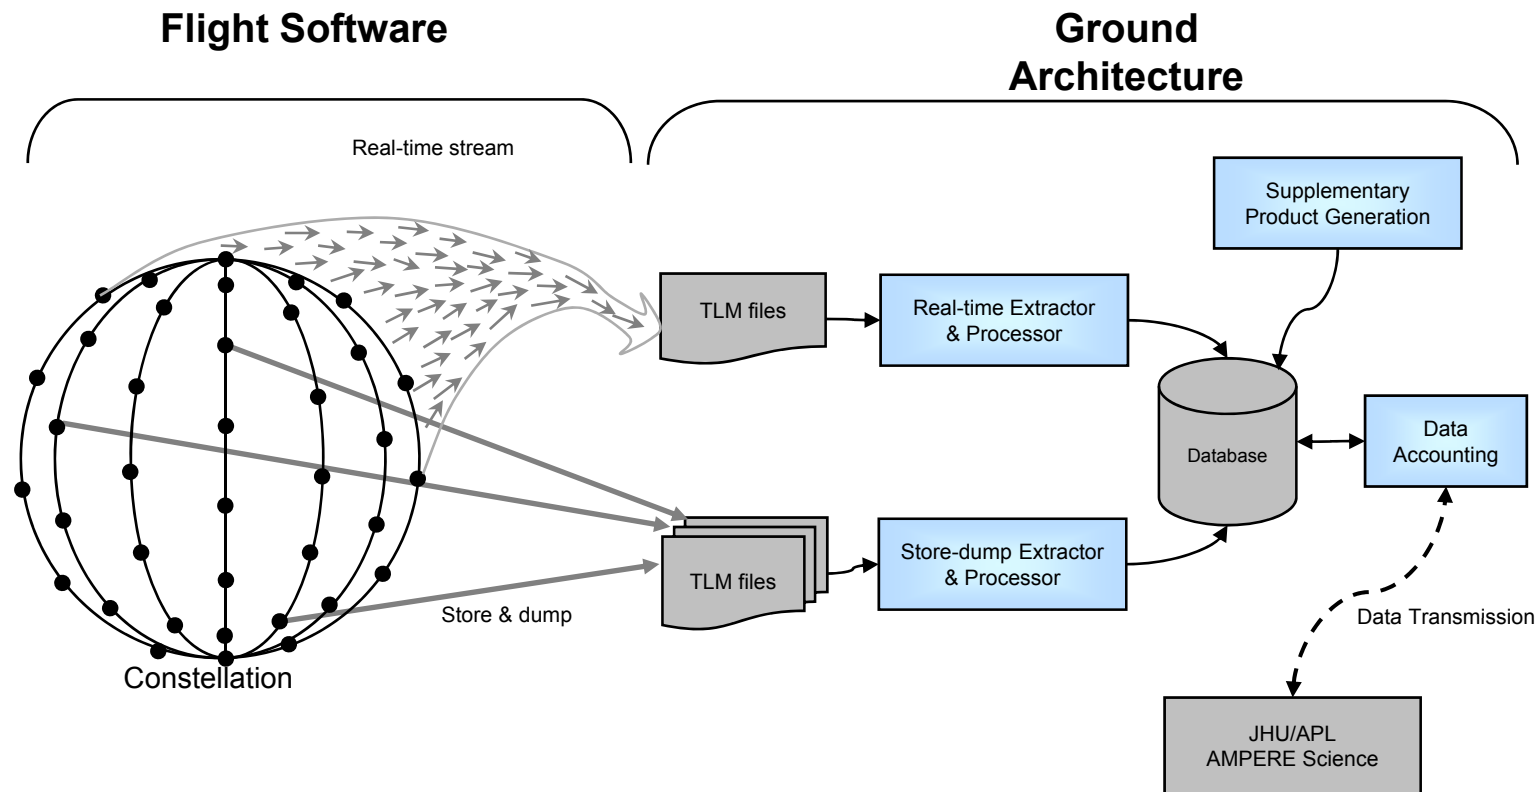 Flight Software
Ground
Architecture
Real-time stream
Supplementary
Product Generation
TLM files
Real-time Extractor
& Processor
Database
Data
Accounting
TLM files
Store-dump Extractor
& Processor
Store & dump
Data Transmission
Constellation
JHU/APL
AMPERE Science